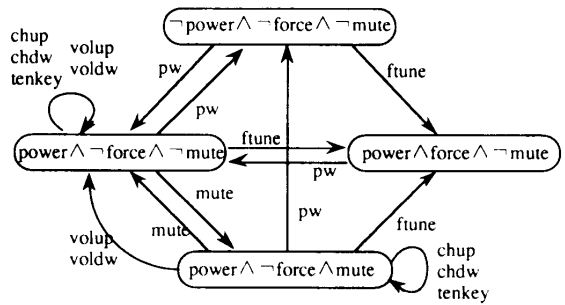 ¬power∧¬force∧¬mute
chup
chdw
tenkey
volup
voldw
pw
pw
ftune
power∧¬force∧¬mute
ftune
pw
power∧force∧¬mute
mute
mute
pw
ftune
volup
voldw
power∧¬force∧mute
chup
chdw
tenkey